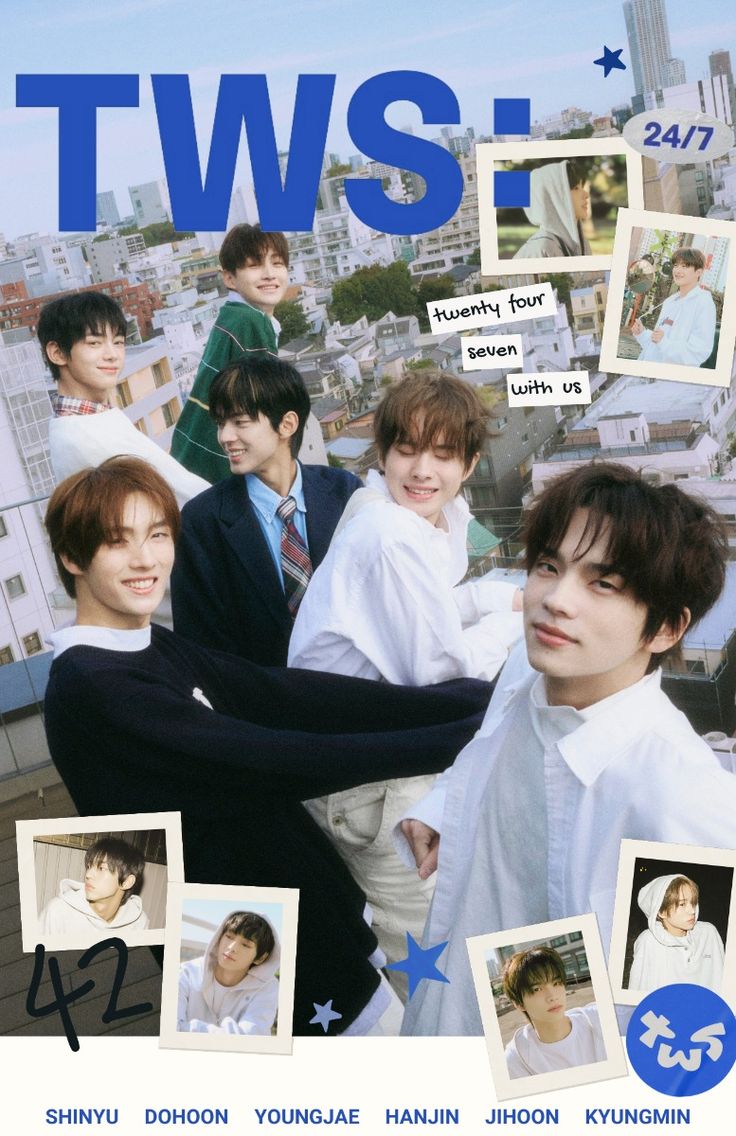 TWS:
24/7
twenty four
seven
with us
42
tws
SHINYU DOHOON YOUNGJAE HANJIN JIHOON KYUNGMIN